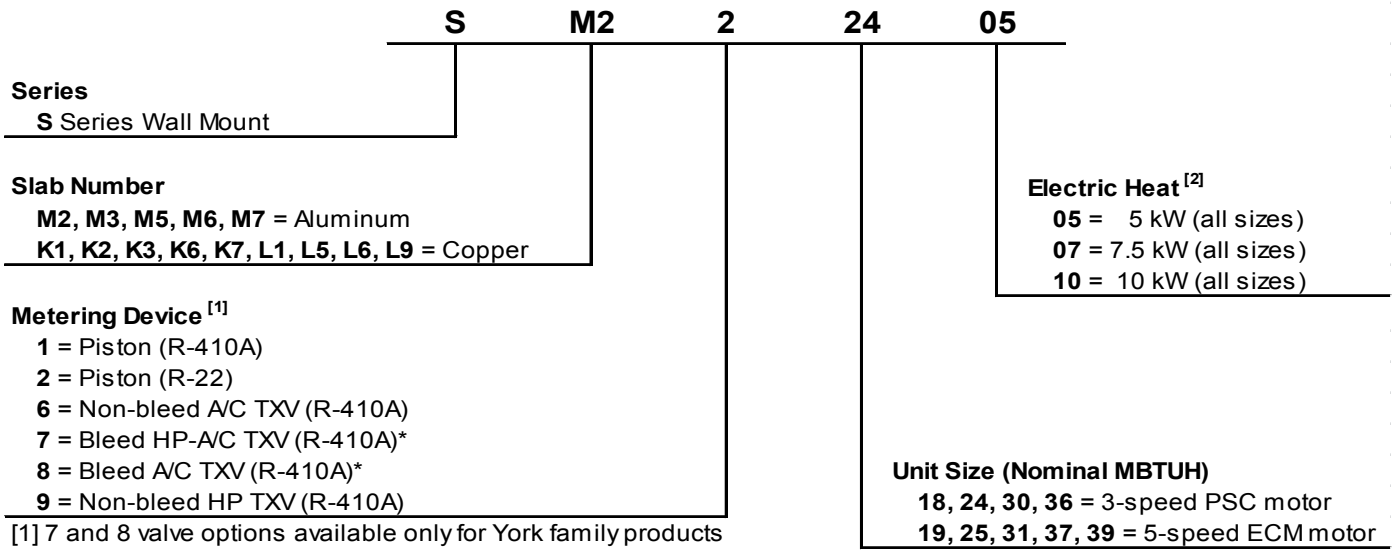 S M2 2 24 05
Series
S Series Wall Mount
Slab Number
M2, M3, M5, M6, M7 = Aluminum
K1, K2, K3, K6, K7, L1, L5, L6, L9 = Copper
Metering Device [1]
1 = Piston (R-410A)
2 = Piston (R-22)
6 = Non-bleed A/C TXV (R-410A)
7 = Bleed HP-A/C TXV (R-410A)*
8 = Bleed A/C TXV (R-410A)*
9 = Non-bleed HP TXV (R-410A)
[1] 7 and 8 valve options available only for York family products
Electric Heat [2]
05 = 5 kW (all sizes)
07 = 7.5 kW (all sizes)
10 = 10 kW (all sizes)
Unit Size (Nominal MBTUH)
18, 24, 30, 36 = 3-speed PSC motor
19, 25, 31, 37, 39 = 5-speed ECM motor